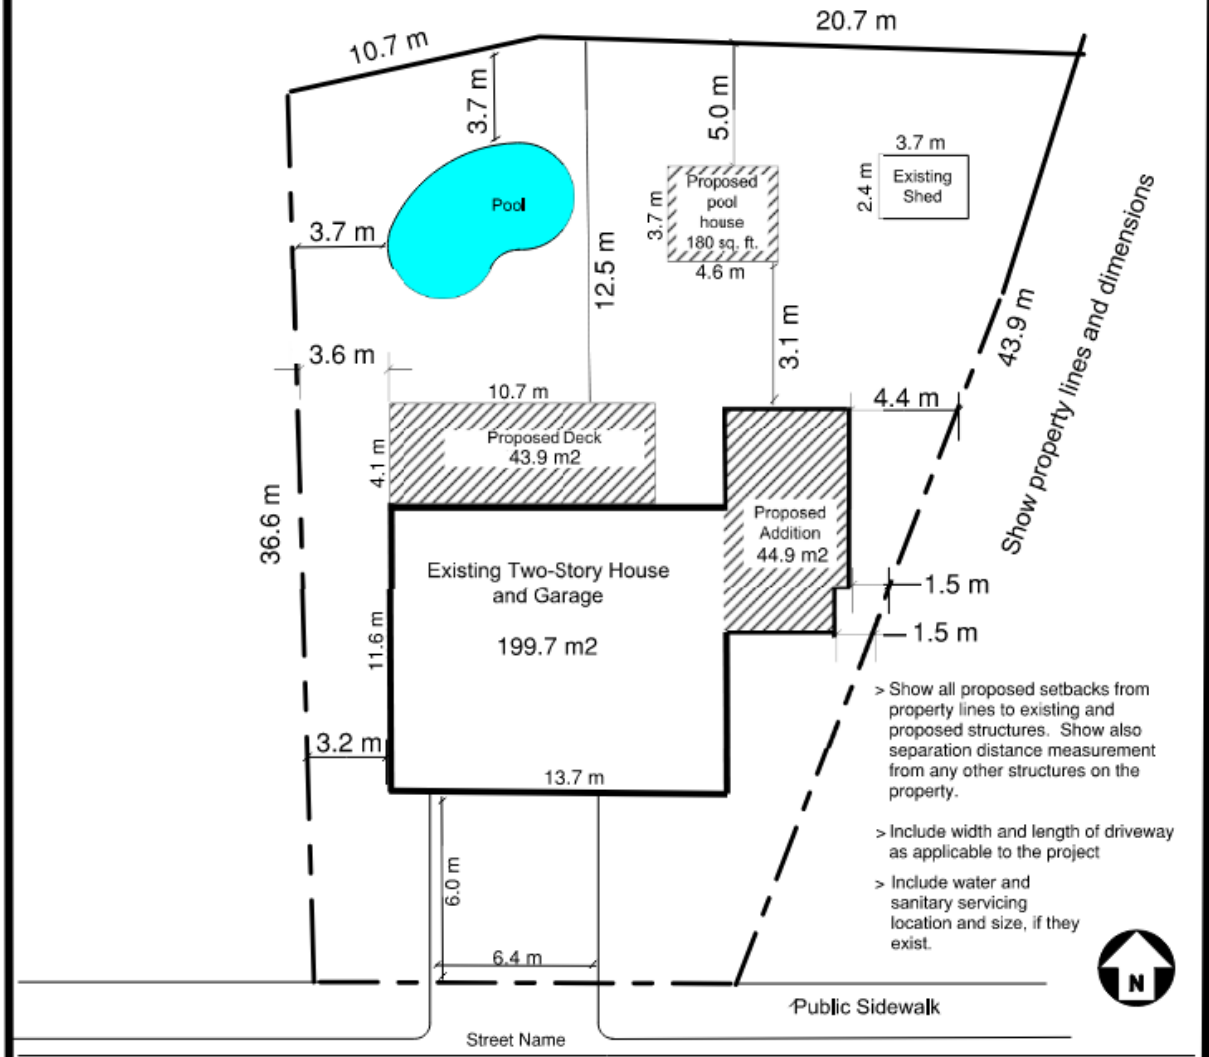 20.7 m
10.7 m
3.7 m
5.0 m
3.7 m
2.4 m
Existing
Shed
Proposed
pool
house
180 sq. ft.
3.7 m
4.6 m
Pool
3.7 m
12.5 m
3.1 m
43.9 m
Show property lines and dimensions
3.6 m
10.7 m
4.4 m
Proposed Deck
43.9 m2
4.1 m
36.6 m
Proposed
Addition
44.9 m2
Existing Two-Story House
and Garage
199.7 m2
1.5 m
1.5 m
11.6 m
3.2 m
13.7 m
> Show all proposed setbacks from
property lines to existing and
proposed structures. Show also
separation distance measurement
from any other structures on the
property.
> Include width and length of driveway
as applicable to the project
> Include water and
sanitary servicing
location and size, if they
exist.
6.0 m
6.4 m
N
Public Sidewalk
Street Name